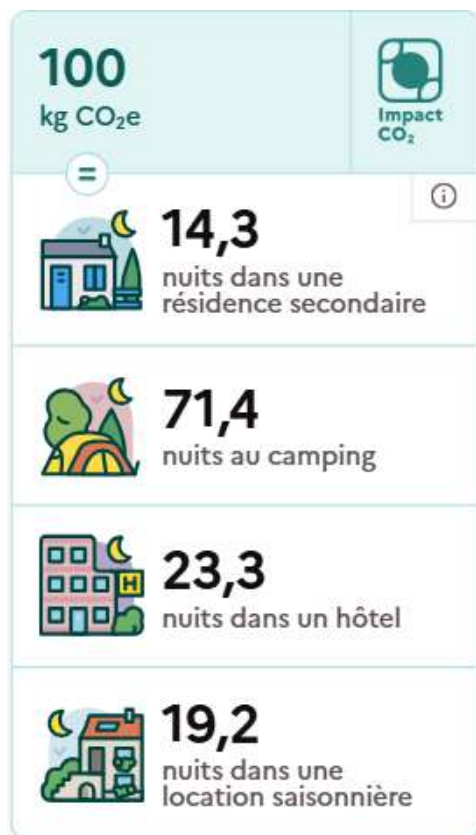 100
kg CO₂e
Impact
CO₂
=
14,3
nuits dans une
résidence secondaire
71,4
nuits au camping
H
23,3
nuits dans un hôtel
19,2
nuits dans une
location saisonnière